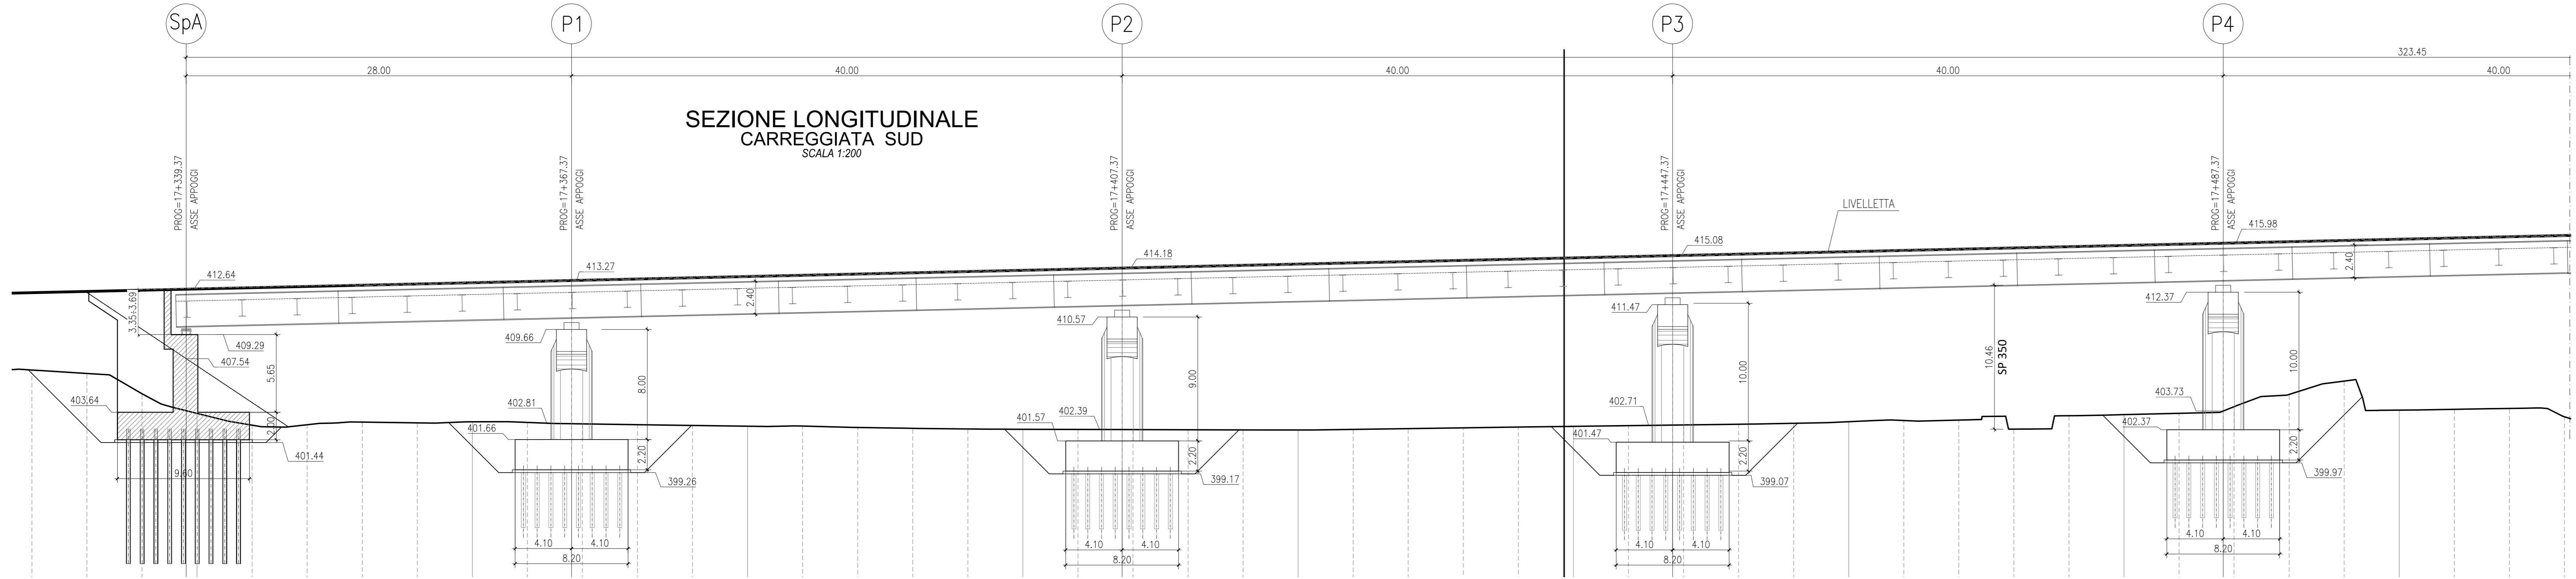 SpA
P1
P2
P3
P4
323.45
28.00
40.00
40.00
40.00
40.00
SEZIONE LONGITUDINALE
CARREGGIATA SUD
SCALA 1:200
PROG=17+339.37
ASSE APPOGGI
PROG=17+367.37
ASSE APPOGGI
PROG=17+407.37
ASSE APPOGGI
PROG=17+447.37
ASSE APPOGGI
PROG=17+487.37
ASSE APPOGGI
LIVELLETTA
412.64
413.27
414.18
415.08
415.98
3.35÷3.69
2.40
2.40
409.29
407.54
5.65
403.64
2.00
401.44
9.60
409.66
8.00
402.81
401.66
2.20
399.26
4.10
4.10
8.20
410.57
9.00
402.39
401.57
2.20
399.17
4.10
4.10
8.20
411.47
10.00
402.71
401.47
2.20
399.07
4.10
4.10
8.20
10.46
SP 350
412.37
10.00
403.73
402.37
2.20
399.97
4.10
4.10
8.20